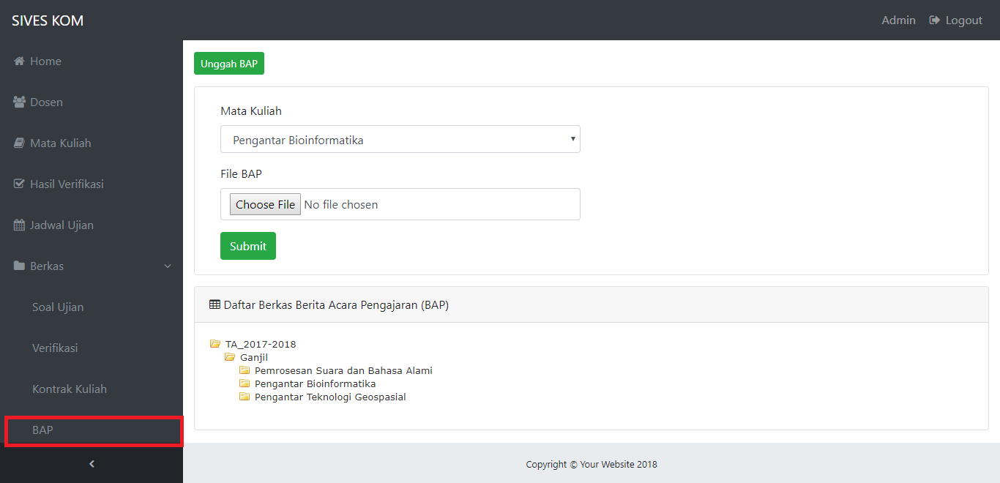 SIVES KOM
Admin
Logout
Home
Dosen
Mata Kuliah
Hasil Verifikasi
Jadwal Ujian
Berkas
Soal Ujian
Verifikasi
Kontrak Kuliah
BAP
Unggah BAP
Mata Kuliah
Pengantar Bioinformatika
File BAP
Choose File No file chosen
Submit
Daftar Berkas Berita Acara Pengajaran (BAP)
TA_2017-2018
Ganjil
Pemrosesan Suara dan Bahasa Alami
Pengantar Bioinformatika
Pengantar Teknologi Geospasial
Copyright © Your Website 2018